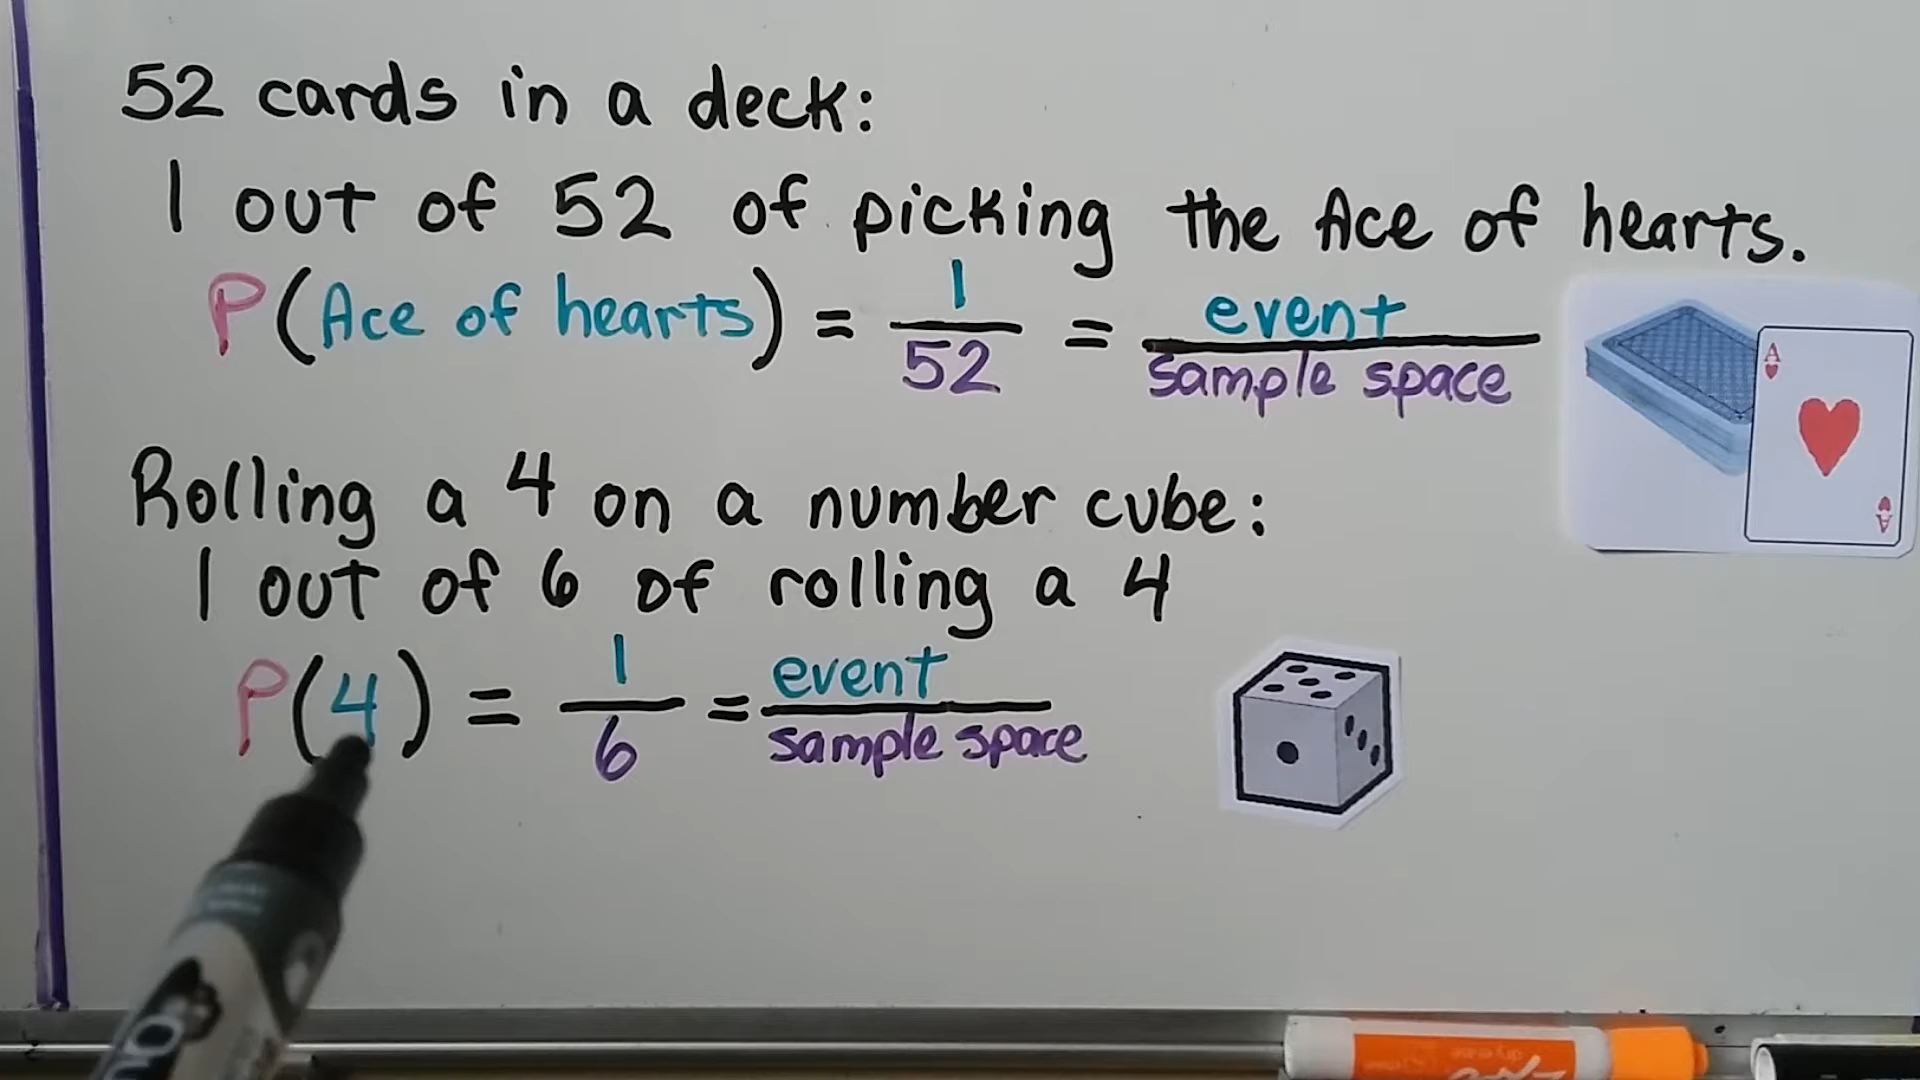 52 cards in a deck:
1 out of 52 of picking the Ace of hearts.
P(Ace of hearts) = 1/52 = event/sample space
A
A
Rolling a 4 on a number cube:
1 out of 6 of rolling a 4
P(4) = 1/6 = event/sample space